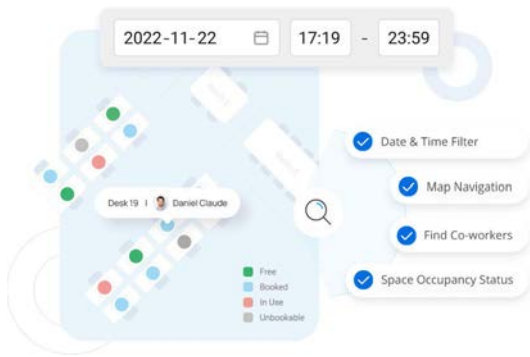 2022-11-22 17:19 - 23:59
Date & Time Filter
Map Navigation
Desk 19 | Daniel Claude
Find Co-workers
Space Occupancy Status
Free
Booked
In Use
Unbookable